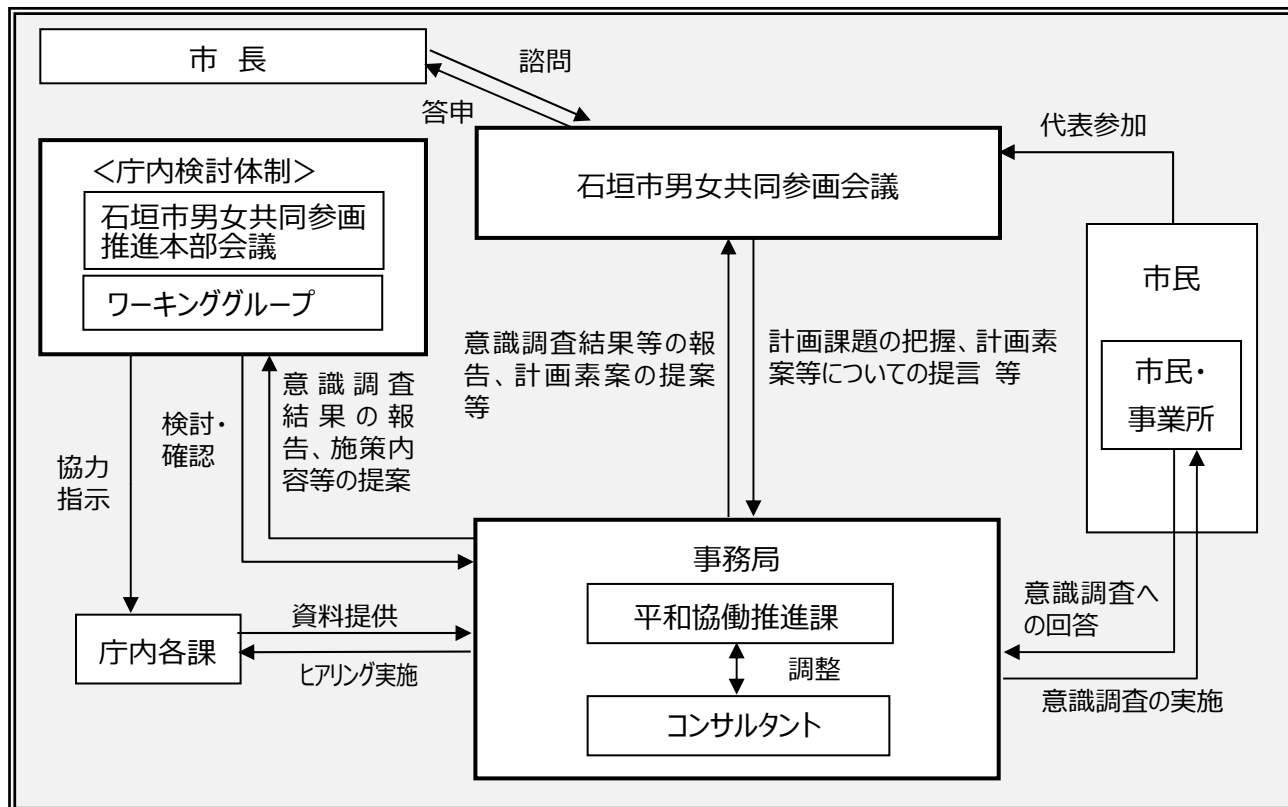 市 長
諮問
答申
代表参加
＜庁内検討体制＞
石垣市男女共同参画
推進本部会議
ワーキンググループ
石垣市男女共同参画会議
市民
市民・
事業所
意識調査結果等の報
告、計画素案の提案
等
計画課題の把握、計画素
案等についての提言 等
意識調査
結果の報
告、施策内
容等の提案
検討・
確認
協力
指示
事務局
平和協働推進課
調整
コンサルタント
資料提供
庁内各課
ヒアリング実施
意識調査へ
の回答
意識調査の実施